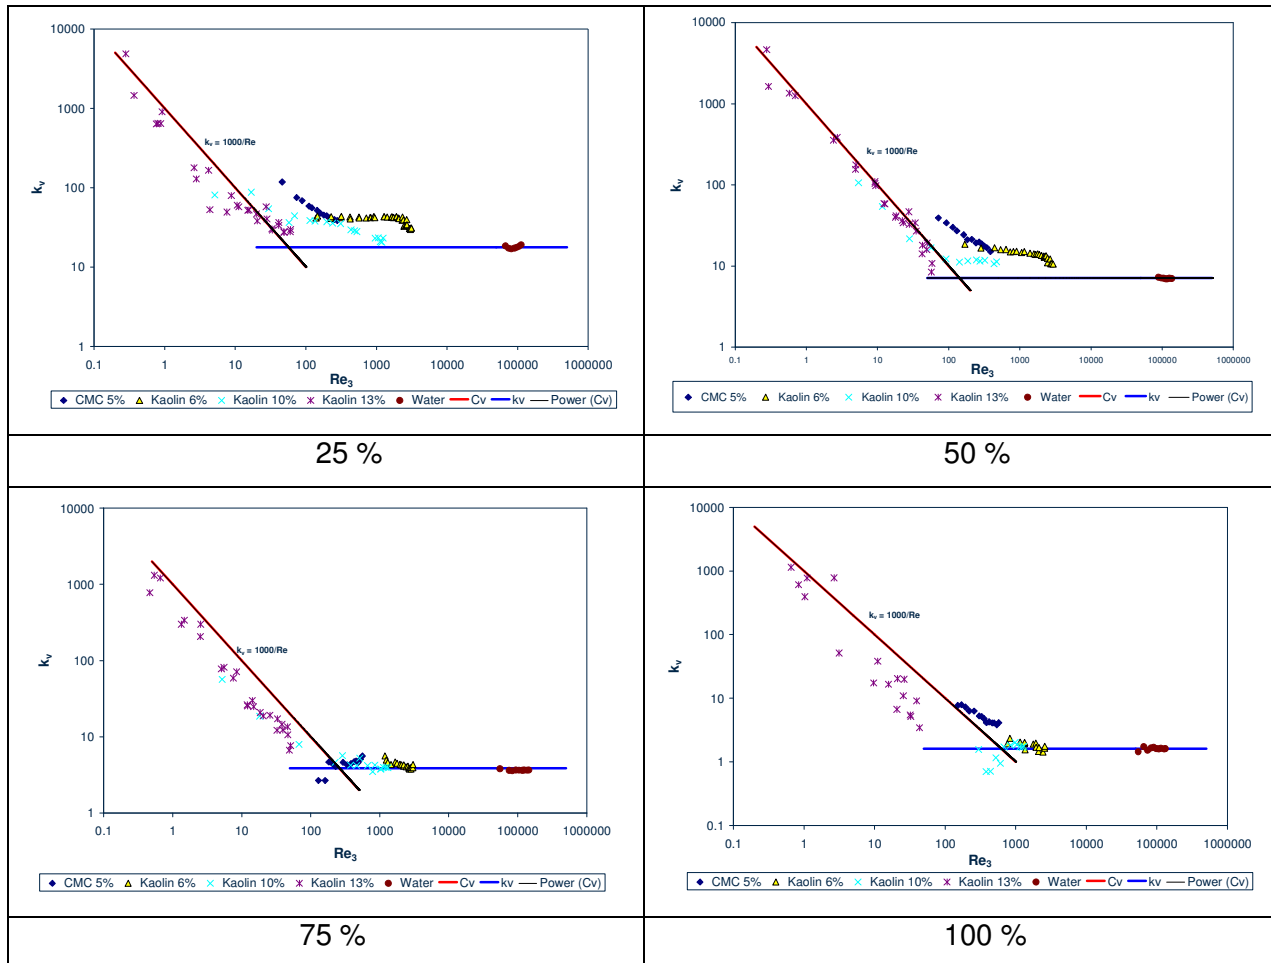 10000
1000
100
10
1
kv
kv = 1000/Re
0.1 1 10 100 1000 10000 100000 1000000
Re3
CMC 5% Kaolin 6% Kaolin 10% Kaolin 13% Water Cv kv Power (Cv)
25 %
10000
1000
100
10
1
kv
kv = 1000/Re
0.1 1 10 100 1000 10000 100000 1000000
Re3
CMC 5% Kaolin 6% Kaolin 10% Kaolin 13% Water Cv kv Power (Cv)
50 %
10000
1000
100
10
1
kv
kv = 1000/Re
0.1 1 10 100 1000 10000 100000 1000000
Re3
CMC 5% Kaolin 6% Kaolin 10% Kaolin 13% Water Cv kv Power (Cv)
75 %
10000
1000
100
10
1
0.1
kv
kv = 1000/Re
0.1 1 10 100 1000 10000 100000 1000000
Re3
CMC 5% Kaolin 6% Kaolin 10% Kaolin 13% Water Cv kv Power (Cv)
100 %